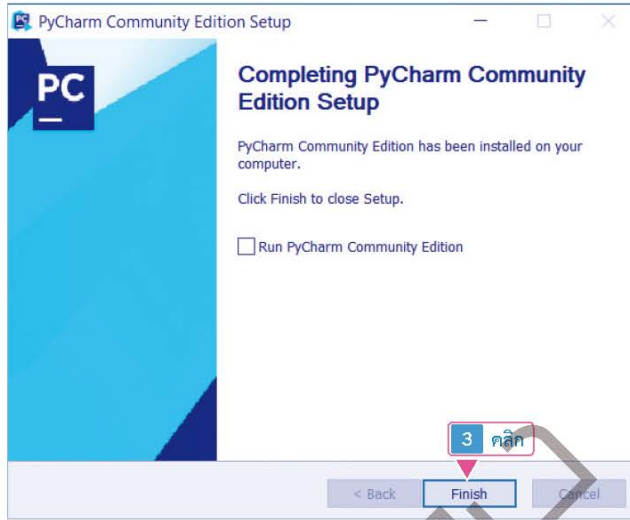 PyCharm Community Edition Setup
PC
Completing PyCharm Community
Edition Setup
PyCharm Community Edition has been installed on your
computer.
Click Finish to close Setup.
Run PyCharm Community Edition
3 คลิก
< Back Finish Cancel